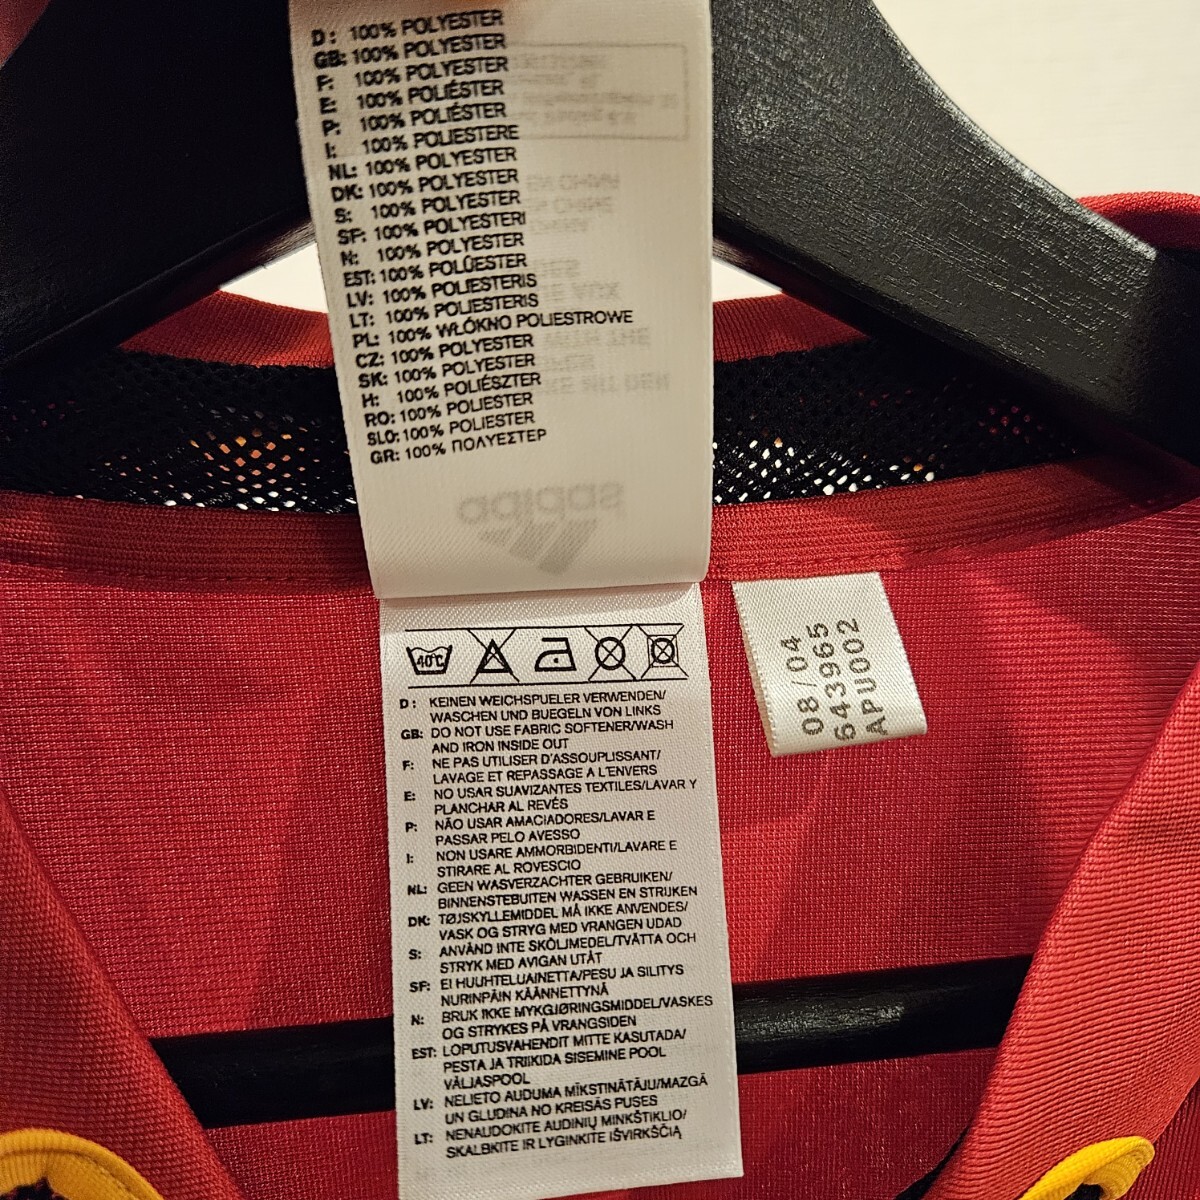 D: 100% POLYESTER
GB: 100% POLYESTER
F: 100% POLYESTER
E: 100% POLIÉSTER
P: 100% POLIÉSTER
I: 100% POLIESTERE
NL: 100% POLYESTER
DK: 100% POLYESTER
S: 100% POLYESTER
SF: 100% POLYESTERI
N: 100% POLYESTER
EST: 100% POLÜESTER
LV: 100% POLIESTERIS
LT: 100% POLIESTERIS
PL: 100% WŁÓKNO POLIESTROWE
CZ: 100% POLYESTER
SK: 100% POLYESTER
H: 100% POLIÉSZTER
RO: 100% POLIESTER
SLO: 100% POLIESTER
GR: 100% ΠΟΛΥΕΣΤΕΡ
adidas
40°C
D: KEINEN WEICHSPUELER VERWENDEN/
WASCHEN UND BUEGELN VON LINKS
GB: DO NOT USE FABRIC SOFTENER/WASH
AND IRON INSIDE OUT
F: NE PAS UTILISER D'ASSOUPLISSANT/
LAVAGE ET REPASSAGE A L'ENVERS
E: NO USAR SUAVIZANTES TEXTILES/LAVAR Y
PLANCHAR AL REVÉS
P: NÃO USAR AMACIADORES/LAVAR E
PASSAR PELO AVESSO
I: NON USARE AMMORBIDENTI/LAVARE E
STIRARE AL ROVESCIO
NL: GEEN WASVERZACHTER GEBRUIKEN/
BINNENSTEBUITEN WASSEN EN STRIJKEN
DK: TØJSKYLLEMIDDEL MÅ IKKE ANVENDES/
VASK OG STRYG MED VRANGEN UDAD
S: ANVÄND INTE SKÖLJMEDEL/TVÄTTA OCH
STRYK MED AVIGAN UTÅT
SF: EI HUUHTELUAINETTA/PESU JA SILITYS
NURINPÄIN KÄÄNNETTYNÄ
N: BRUK IKKE MYKGJØRINGSMIDDEL/VASKES
OG STRYKES PÅ VRANGSIDEN
EST: LOPUTUSVAHENDIT MITTE KASUTADA/
PESTA JA TRIIKIDA SISEMINE POOL
VÄLJASPOOL
LV: NELIETO AUDUMA MĪKSTINĀTĀJU/MAZGĀ
UN GLUDINA NO KREISĀS PUSES
LT: NENAUDOKITE AUDINIŲ MINKŠTIKLIO/
SKALBKITE IR LYGINKITE IŠVIRKŠČIĄ
08/04
643965
APU002